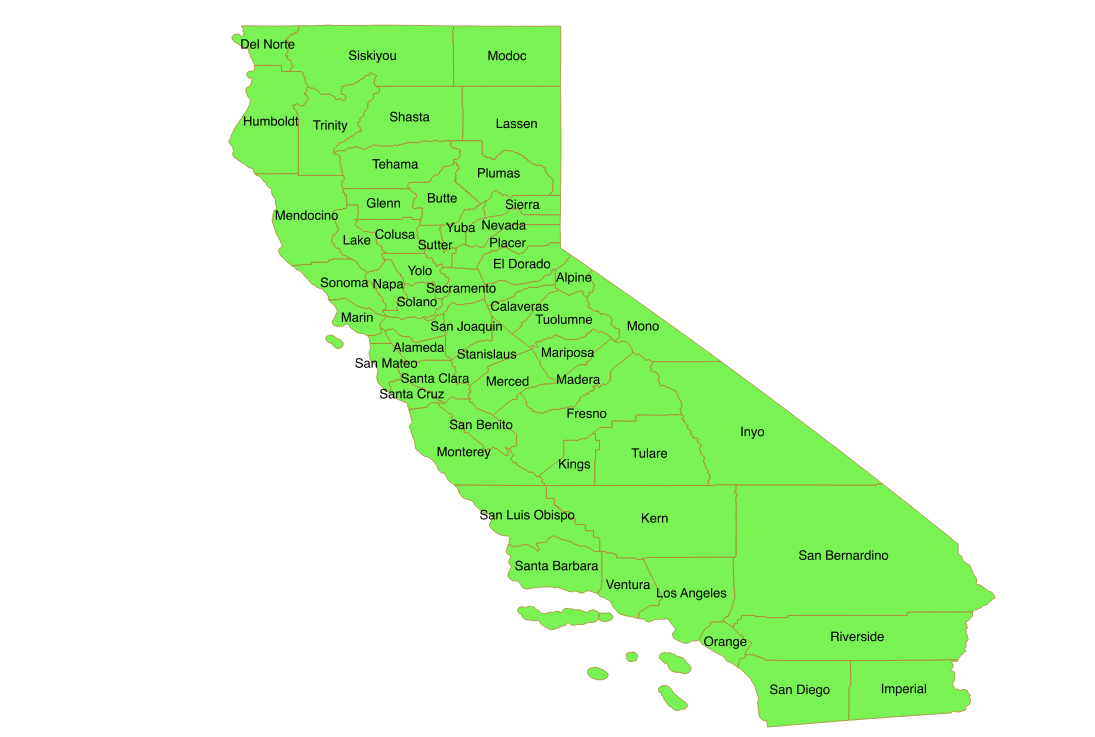 Del Norte
Siskiyou
Modoc
Humboldt
Trinity
Shasta
Lassen
Tehama
Plumas
Mendocino
Glenn
Butte
Sierra
Lake
Colusa
Sutter
Yuba
Nevada
Placer
El Dorado
Sonoma
Napa
Yolo
Sacramento
Alpine
Solano
Marin
Calaveras
Tuolumne
Mono
San Joaquin
Alameda
San Mateo
Stanislaus
Mariposa
Santa Clara
Santa Cruz
Merced
Madera
San Benito
Fresno
Inyo
Monterey
Kings
Tulare
San Luis Obispo
Kern
San Bernardino
Santa Barbara
Ventura
Los Angeles
Orange
Riverside
San Diego
Imperial